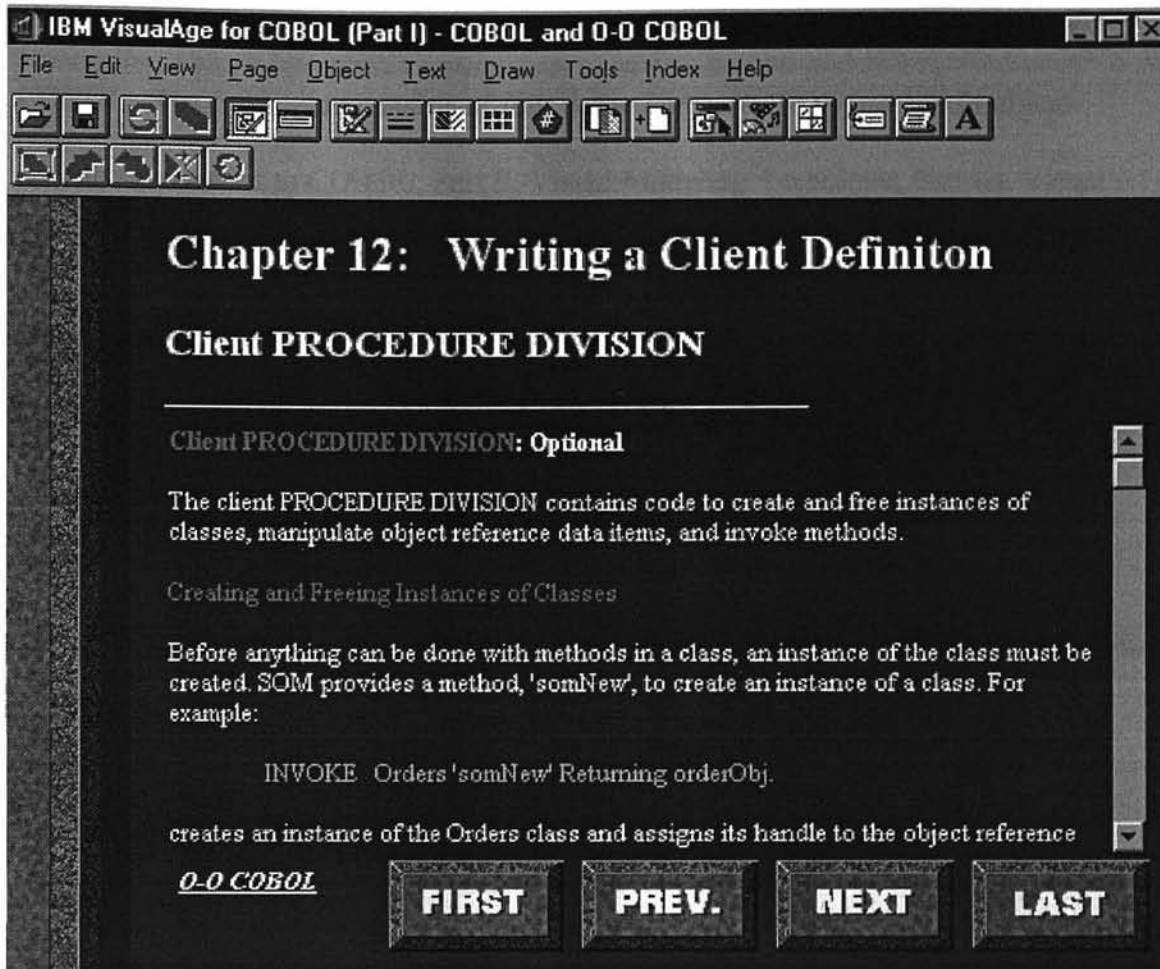 IBM VisualAge for COBOL (Part I) - COBOL and O-O COBOL
File Edit View Page Object Text Draw Tools Index Help
Chapter 12: Writing a Client Definiton
Client PROCEDURE DIVISION
Client PROCEDURE DIVISION: Optional
The client PROCEDURE DIVISION contains code to create and free instances of
classes, manipulate object reference data items, and invoke methods.
Creating and Freeing Instances of Classes
Before anything can be done with methods in a class, an instance of the class must be
created. SOM provides a method, 'somNew', to create an instance of a class. For
example:
INVOKE Orders 'somNew' Returning orderObj.
creates an instance of the Orders class and assigns its handle to the object reference
O-O COBOL
FIRST PREV. NEXT LAST